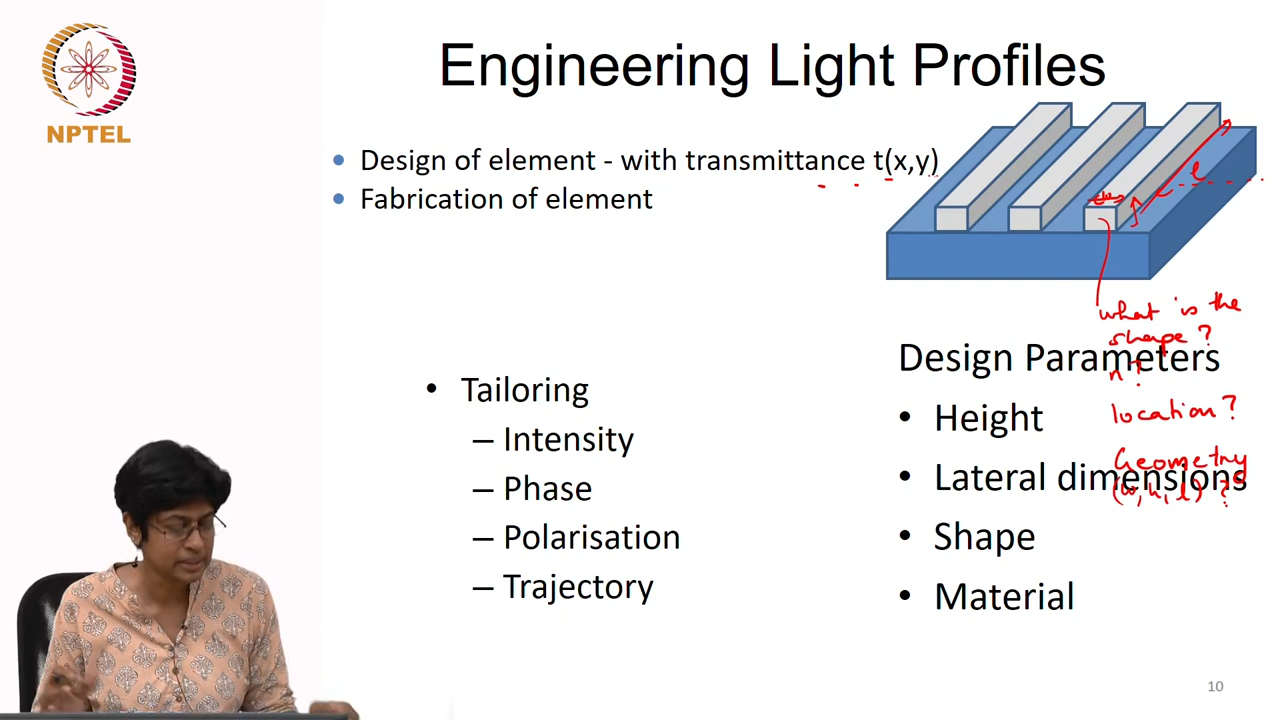 Engineering Light Profiles
NPTEL
• Design of element - with transmittance t(x,y)
• Fabrication of element
l
w
what is the
shape ?
n ?
location ?
Geometry
(w, h, l) ?
• Tailoring
– Intensity
– Phase
– Polarisation
– Trajectory
Design Parameters
• Height
• Lateral dimensions
• Shape
• Material
10